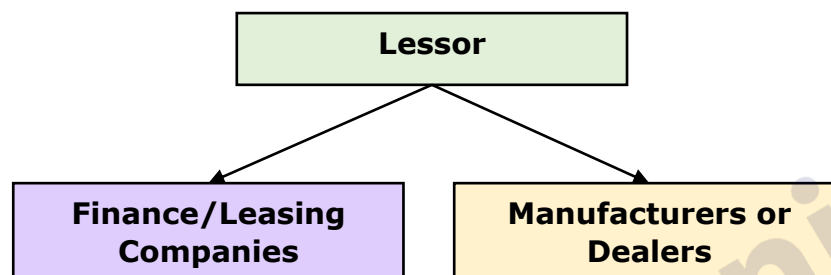 Lessor
Finance/Leasing
Companies
Manufacturers or
Dealers